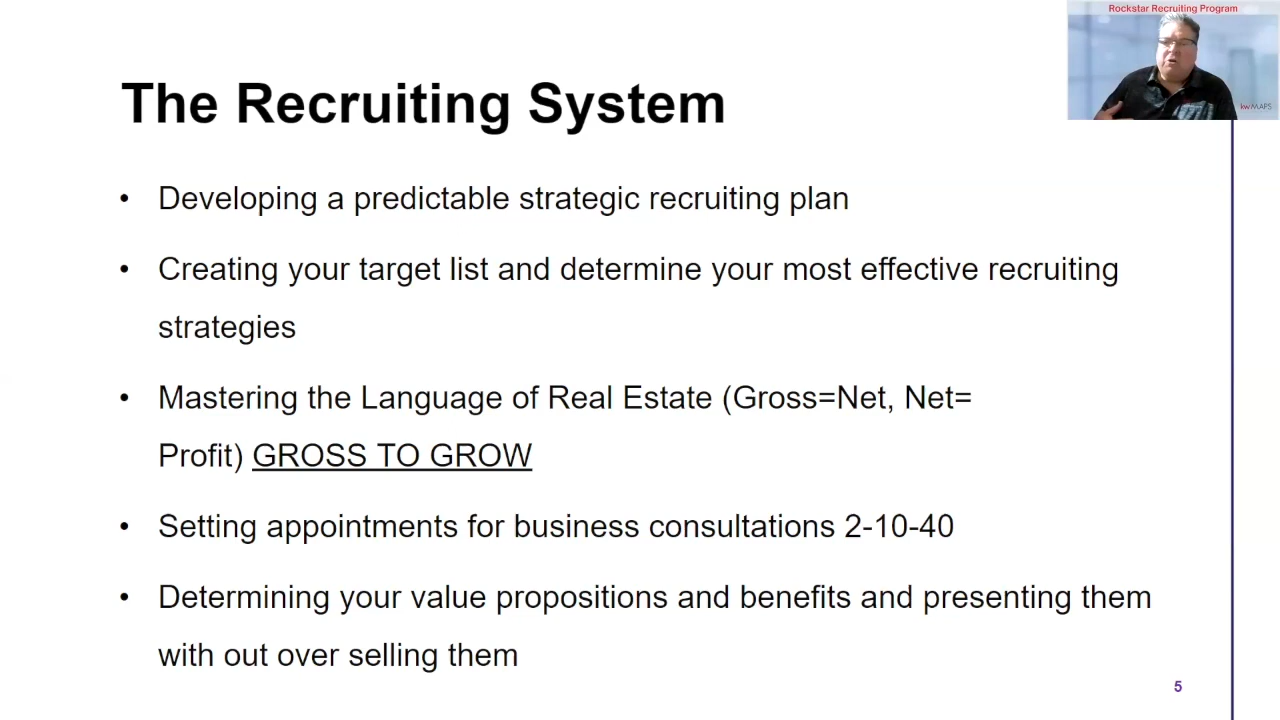 Rockstar Recruiting Program
kwMAPS
The Recruiting System
• Developing a predictable strategic recruiting plan
• Creating your target list and determine your most effective recruiting
strategies
• Mastering the Language of Real Estate (Gross=Net, Net=
Profit) GROSS TO GROW
• Setting appointments for business consultations 2-10-40
• Determining your value propositions and benefits and presenting them
with out over selling them
5